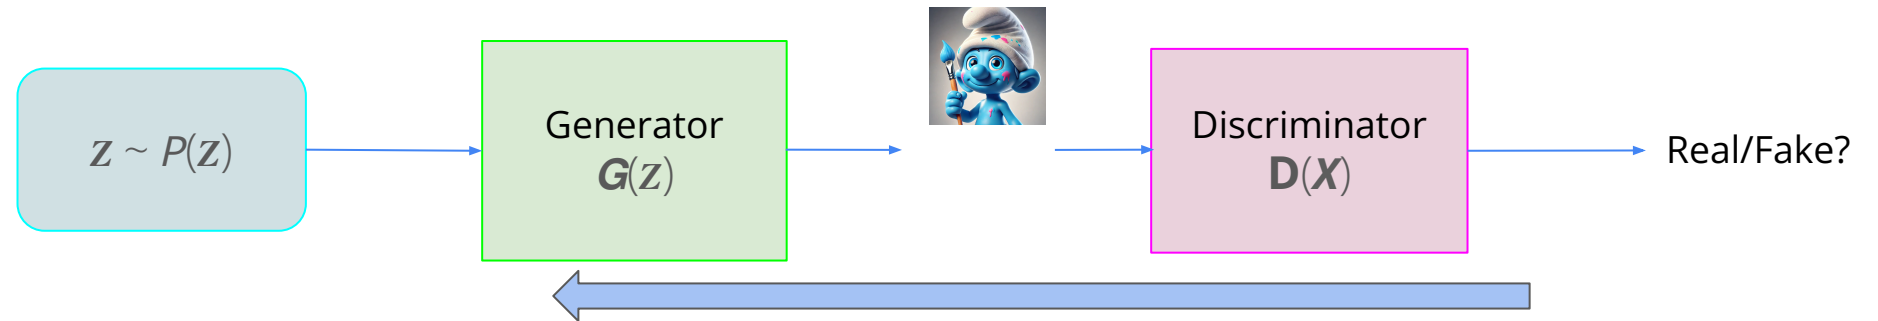 z ~ P(z)
Generator
G(z)
Discriminator
D(X)
Real/Fake?